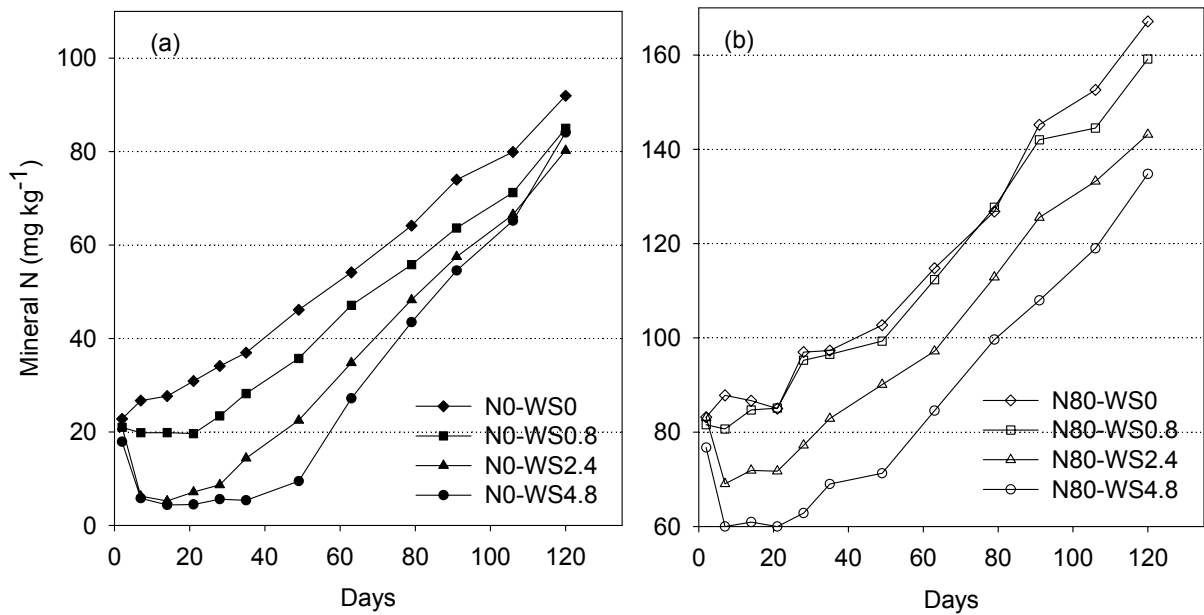 (a)
Mineral N (mg kg⁻¹)
100
80
60
40
20
0
N0-WS0
N0-WS0.8
N0-WS2.4
N0-WS4.8
0 20 40 60 80 100 120
Days
(b)
160
140
120
100
80
60
N80-WS0
N80-WS0.8
N80-WS2.4
N80-WS4.8
0 20 40 60 80 100 120
Days